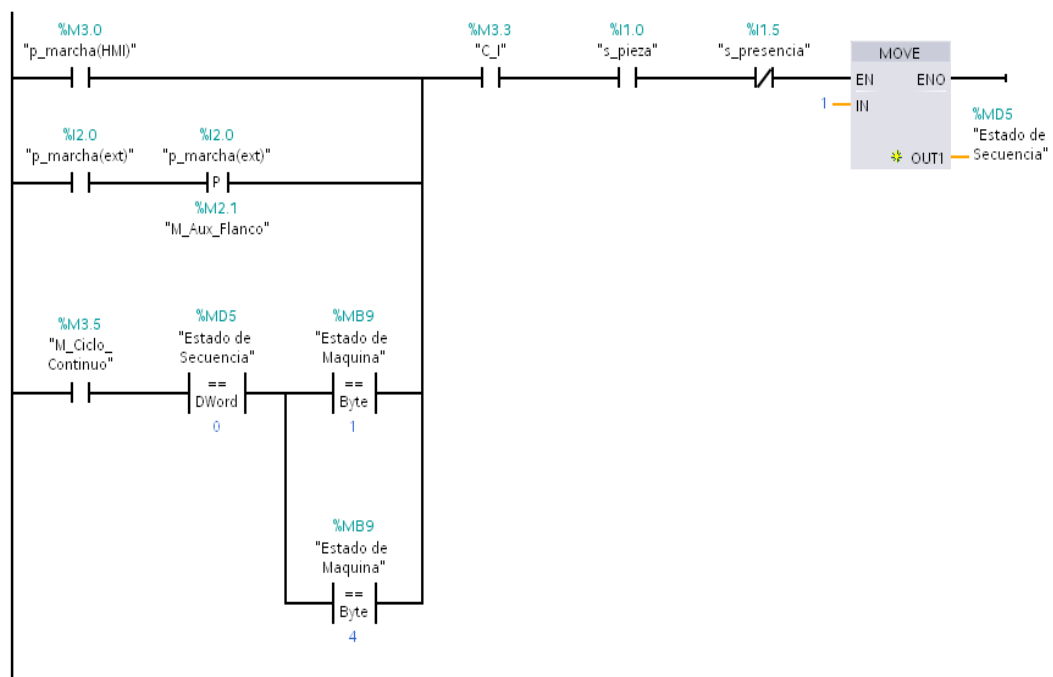 %M3.0
"p_marcha(HMI)"
%M3.3
"C_I"
%I1.0
"s_pieza"
%I1.5
"s_presencia"
MOVE
EN
ENO
1
IN
OUT1
%MD5
"Estado de
Secuencia"
%I2.0
"p_marcha(ext)"
%I2.0
"p_marcha(ext)"
P
%M2.1
"M_Aux_Flanco"
%M3.5
"M_Ciclo_
Continuo"
%MD5
"Estado de
Secuencia"
==
DWord
0
%MB9
"Estado de
Maquina"
==
Byte
1
%MB9
"Estado de
Maquina"
==
Byte
4